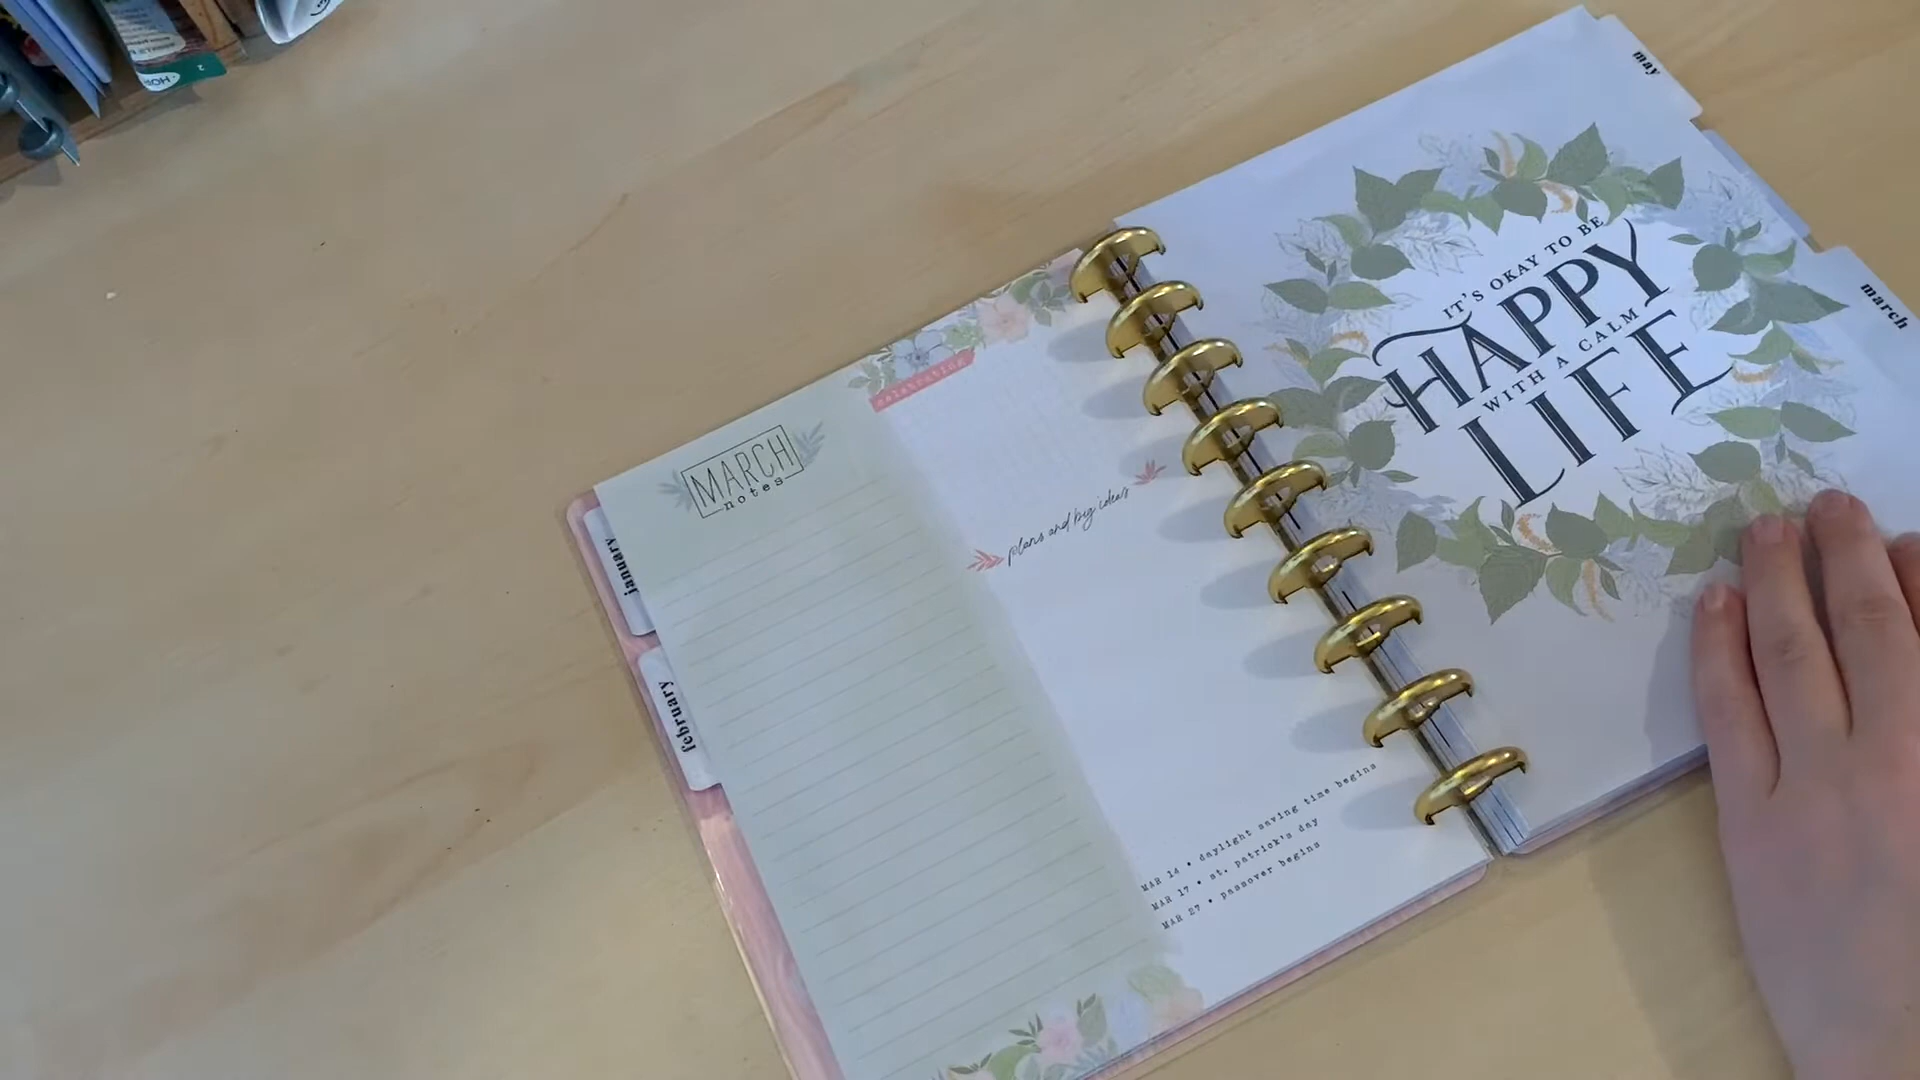 MARCH
notes
celebrating
plans and big ideas
MAR 14 • daylight saving time begins
MAR 17 • st. patrick's day
MAR 27 • passover begins
january
february
IT'S OKAY TO BE
HAPPY
WITH A CALM
LIFE
may
march